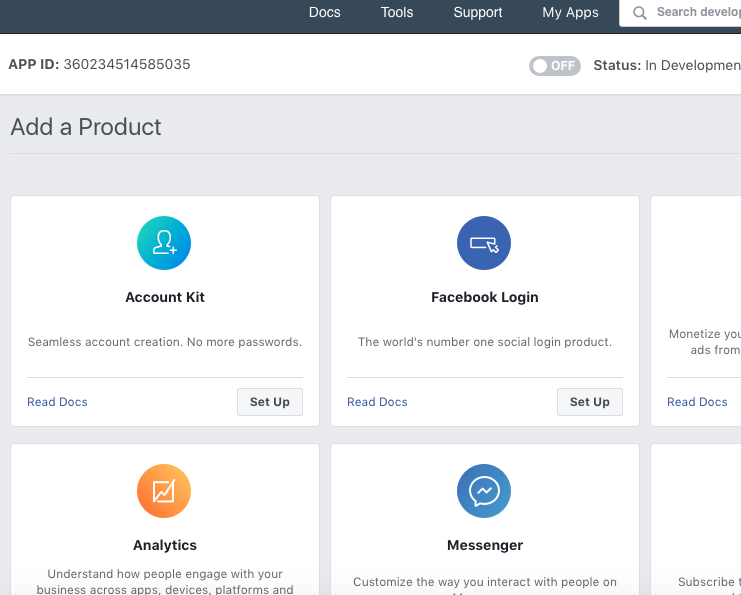 Docs Tools Support My Apps Search
APP ID: 360234514585035 OFF Status: In
Add a Product
Account Kit
Seamless account creation. No more passwords.
Read Docs Set Up
Facebook Login
The world's number one social login product.
Read Docs Set Up
Monetize
ads from
Read Docs
Analytics
Understand how people engage with your
business across apps, devices, platforms and
Messenger
Customize the way you interact with people on
Subscribe